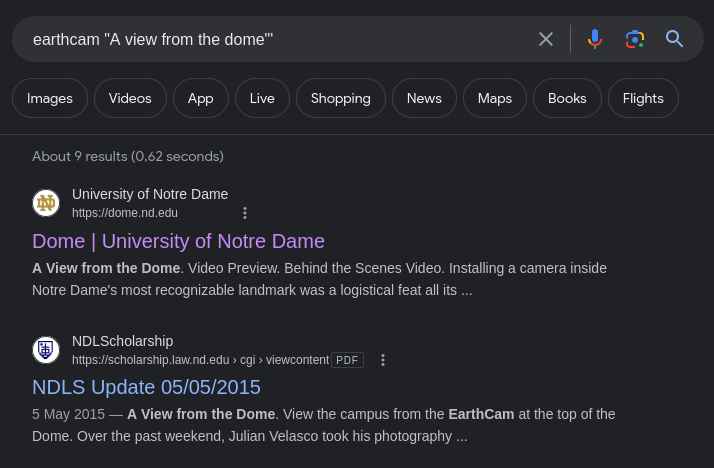 earthcam "A view from the dome"'
Images Videos App Live Shopping News Maps Books Flights
About 9 results (0,62 seconds)
University of Notre Dame
https://dome.nd.edu
Dome | University of Notre Dame
A View from the Dome. Video Preview. Behind the Scenes Video. Installing a camera inside
Notre Dame's most recognizable landmark was a logistical feat all its ...
NDLScholarship
https://scholarship.law.nd.edu › cgi › viewcontent PDF
NDLS Update 05/05/2015
5 May 2015 — A View from the Dome. View the campus from the EarthCam at the top of the
Dome. Over the past weekend, Julian Velasco took his photography ...